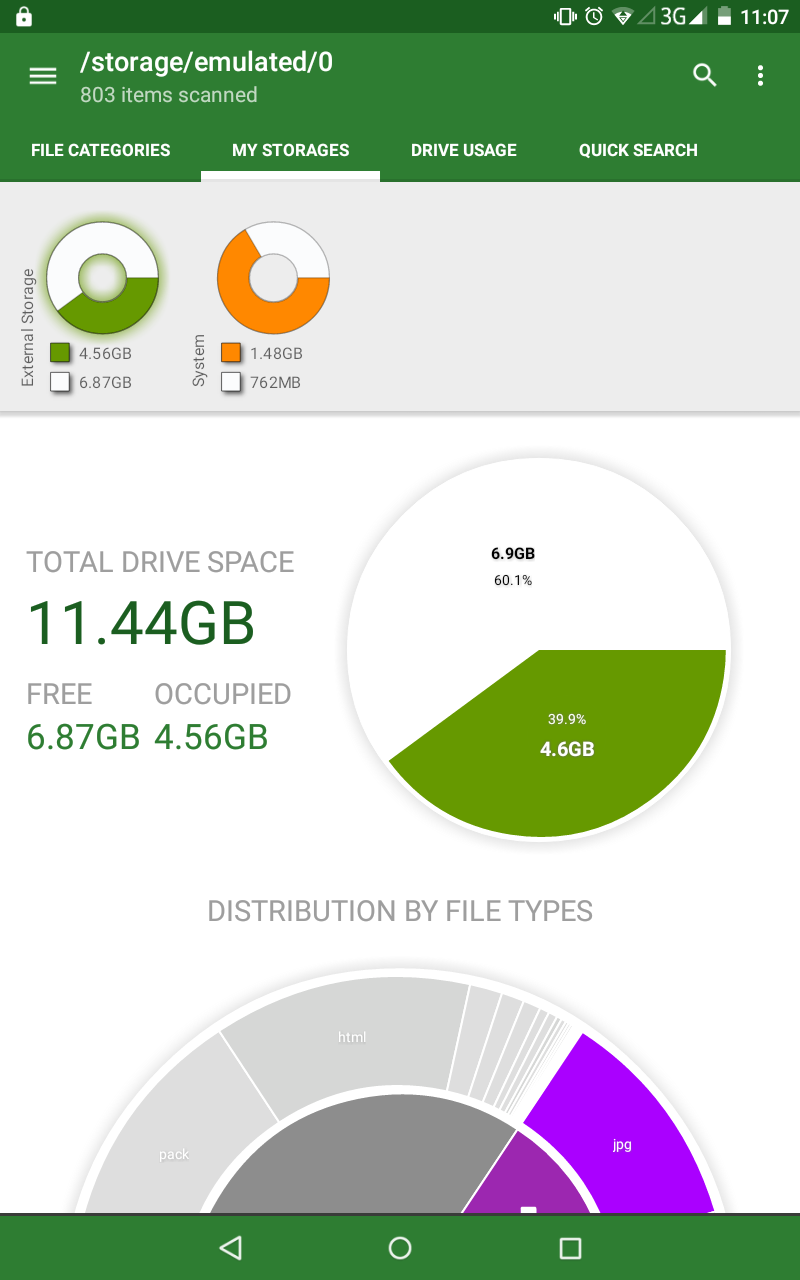 3G 11:07
/storage/emulated/0
803 items scanned
FILE CATEGORIES MY STORAGES DRIVE USAGE QUICK SEARCH
External Storage
4.56GB
6.87GB
System
1.48GB
762MB
TOTAL DRIVE SPACE
11.44GB
FREE OCCUPIED
6.87GB 4.56GB
6.9GB
60.1%
39.9%
4.6GB
DISTRIBUTION BY FILE TYPES
html
pack
jpg